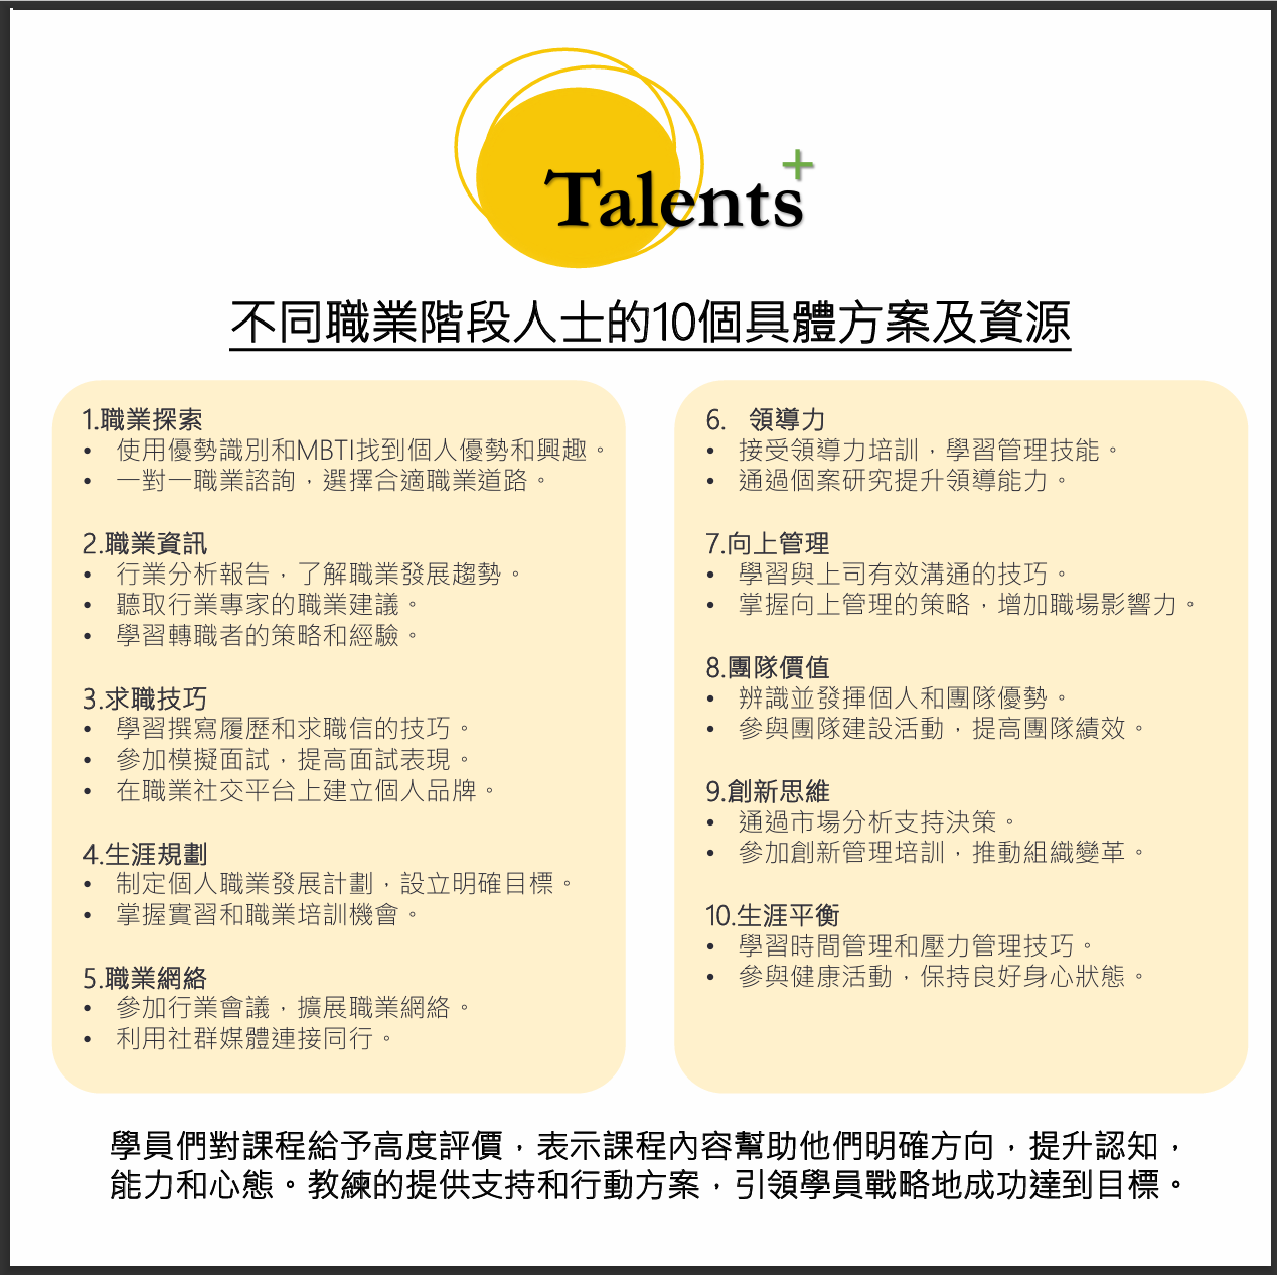 Talents+
不同職業階段人士的10個具體方案及資源
1.職業探索
• 使用優勢識別和MBTI找到個人優勢和興趣。
• 一對一職業諮詢，選擇合適職業道路。
2.職業資訊
• 行業分析報告，了解職業發展趨勢。
• 聽取行業專家的職業建議。
• 學習轉職者的策略和經驗。
3.求職技巧
• 學習撰寫履歷和求職信的技巧。
• 參加模擬面試，提高面試表現。
• 在職業社交平台上建立個人品牌。
4.生涯規劃
• 制定個人職業發展計劃，設立明確目標。
• 掌握實習和職業培訓機會。
5.職業網絡
• 參加行業會議，擴展職業網絡。
• 利用社群媒體連接同行。
6. 領導力
• 接受領導力培訓，學習管理技能。
• 通過個案研究提升領導能力。
7.向上管理
• 學習與上司有效溝通的技巧。
• 掌握向上管理的策略，增加職場影響力。
8.團隊價值
• 辨識並發揮個人和團隊優勢。
• 參與團隊建設活動，提高團隊績效。
9.創新思維
• 通過市場分析支持決策。
• 參加創新管理培訓，推動組織變革。
10.生涯平衡
• 學習時間管理和壓力管理技巧。
• 參與健康活動，保持良好身心狀態。
學員們對課程給予高度評價，表示課程內容幫助他們明確方向，提升認知，
能力和心態。教練的提供支持和行動方案，引領學員戰略地成功達到目標。